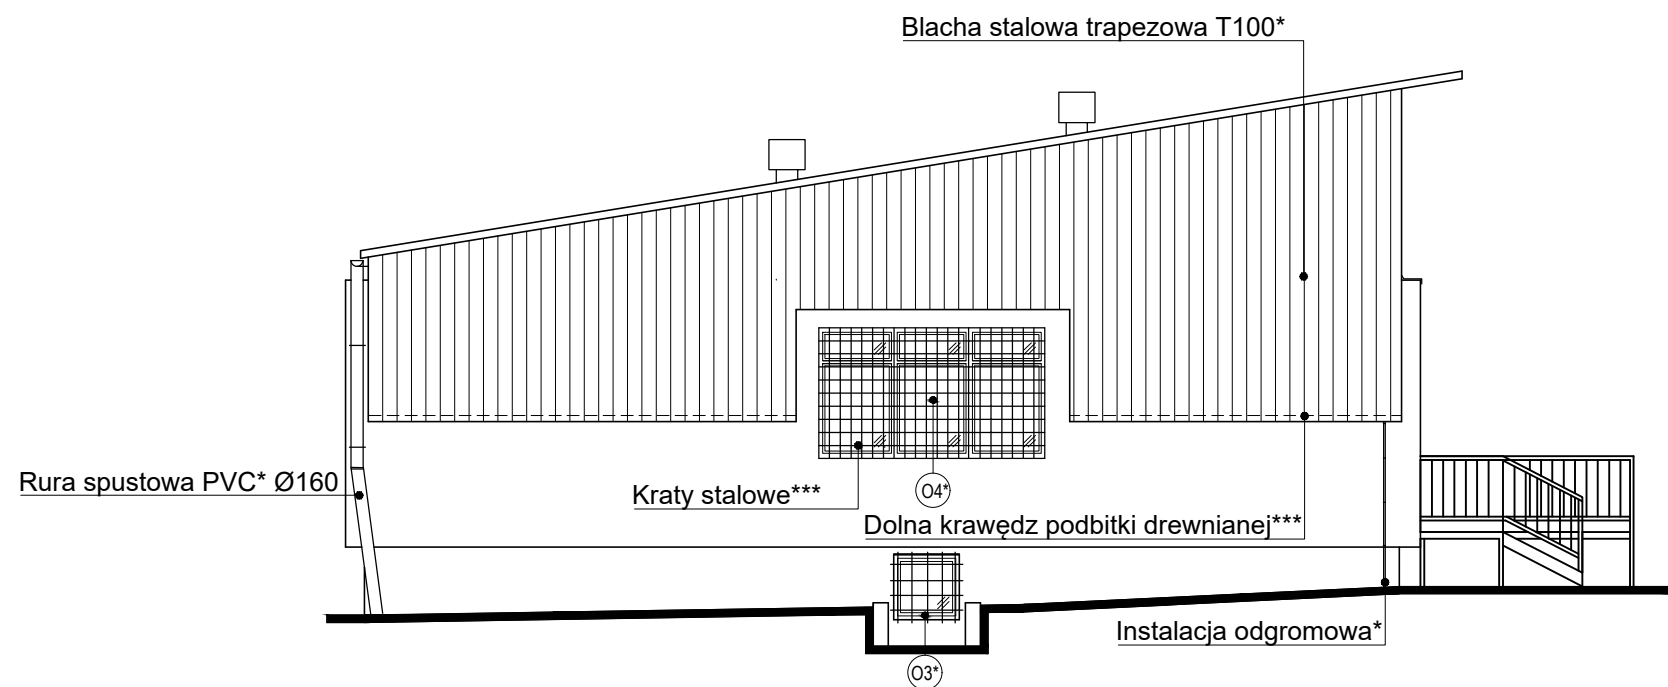 Blacha stalowa trapezowa T100*
Rura spustowa PVC* Ø160
Kraty stalowe***
O4*
Dolna krawędz podbitki drewnianej***
Instalacja odgromowa*
O3*